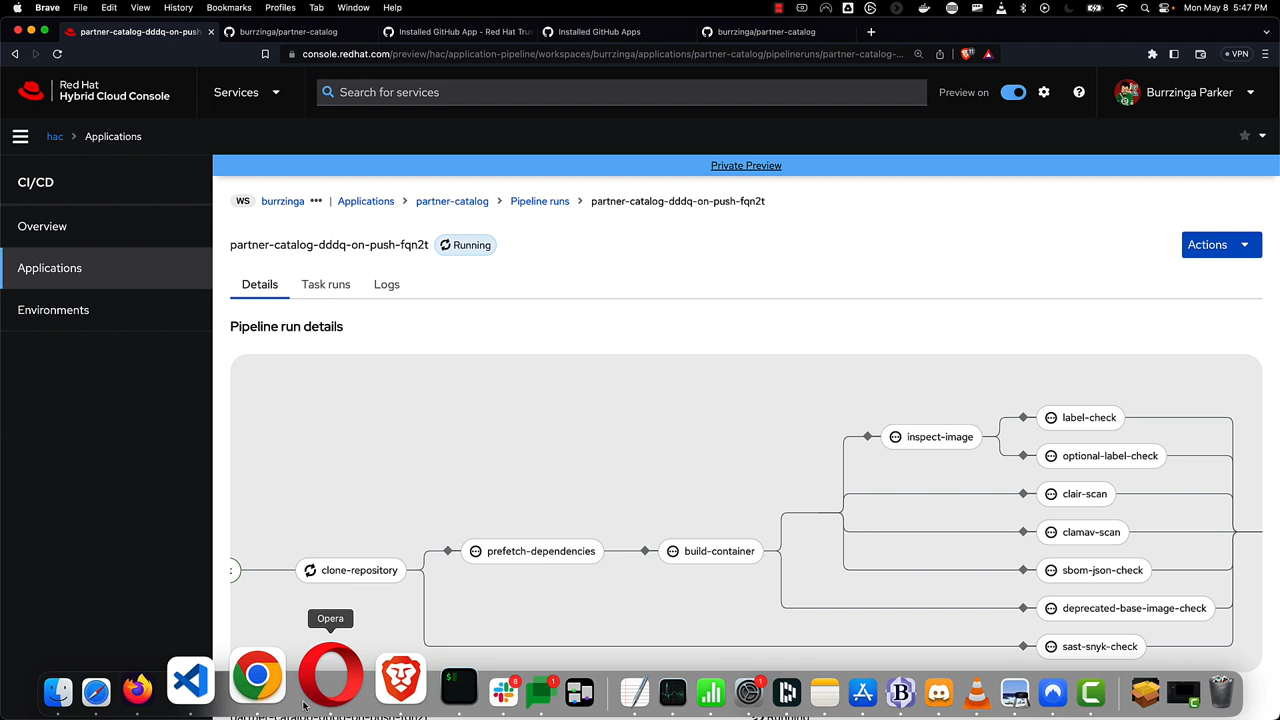 Brave File Edit View History Bookmarks Profiles Tab Window Help Mon May 8 5:47 PM
partner-catalog-dddq-on-push burrzinga/partner-catalog Installed GitHub App - Red Hat Tru Installed GitHub Apps burrzinga/partner-catalog
console.redhat.com/preview/hac/application-pipeline/workspaces/burrzinga/applications/partner-catalog/pipelineruns/partner-catalog-... 11 VPN
Red Hat
Hybrid Cloud Console
Services
Search for services
Preview on
Burrzinga Parker
hac Applications
Private Preview
CI/CD
Overview
Applications
Environments
WS burrzinga ••• | Applications partner-catalog Pipeline runs partner-catalog-dddq-on-push-fqn2t
partner-catalog-dddq-on-push-fqn2t Running
Actions
Details Task runs Logs
Pipeline run details
label-check
inspect-image
optional-label-check
clair-scan
clamav-scan
prefetch-dependencies build-container
clone-repository sbom-json-check
deprecated-base-image-check
sast-snyk-check
Opera
$
8 1 1